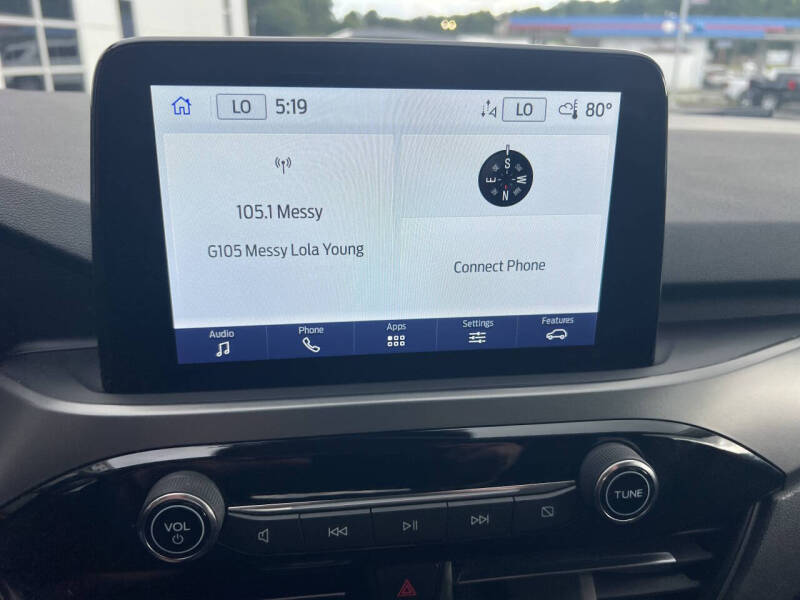 LO 5:19 LO 80°
105.1 Messy
G105 Messy Lola Young
S
E W
N
Connect Phone
Audio Phone Apps Settings Features
VOL
TUNE